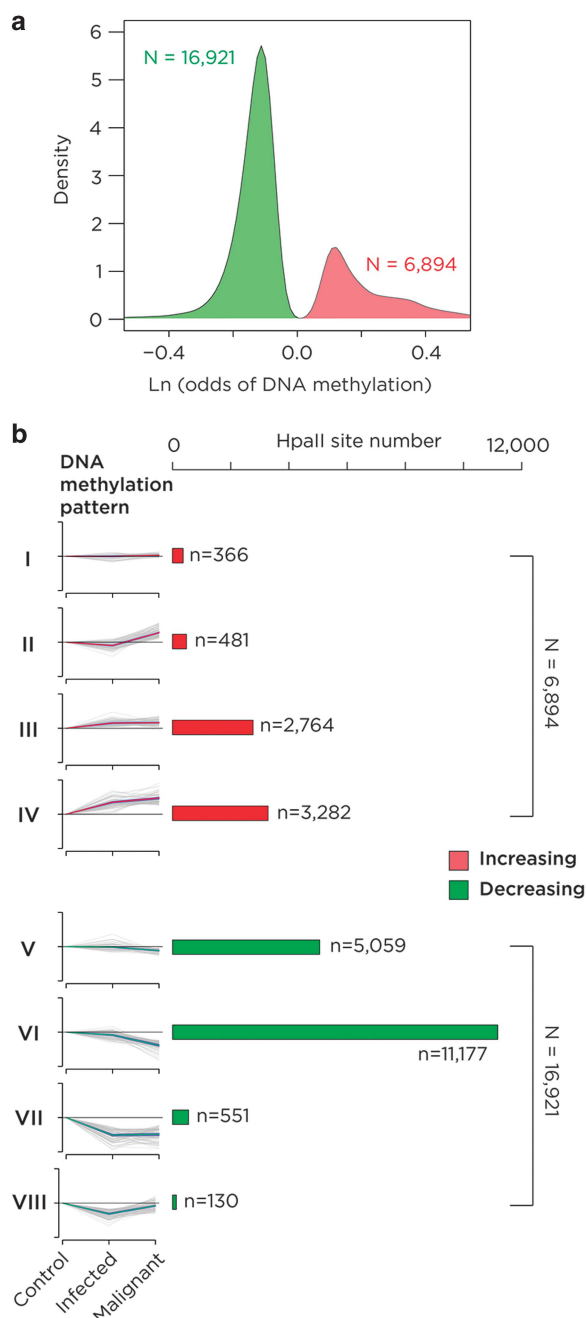 a
6
5
4
3
2
1
0
Density
N = 16,921
N = 6,894
−0.4 0.0 0.4
Ln (odds of DNA methylation)
b
0 HpaII site number 12,000
DNA
methylation
pattern
I n=366
II n=481
III n=2,764
IV n=3,282
N = 6,894
Increasing
Decreasing
V n=5,059
VI n=11,177
VII n=551
VIII n=130
N = 16,921
Control
Infected
Malignant